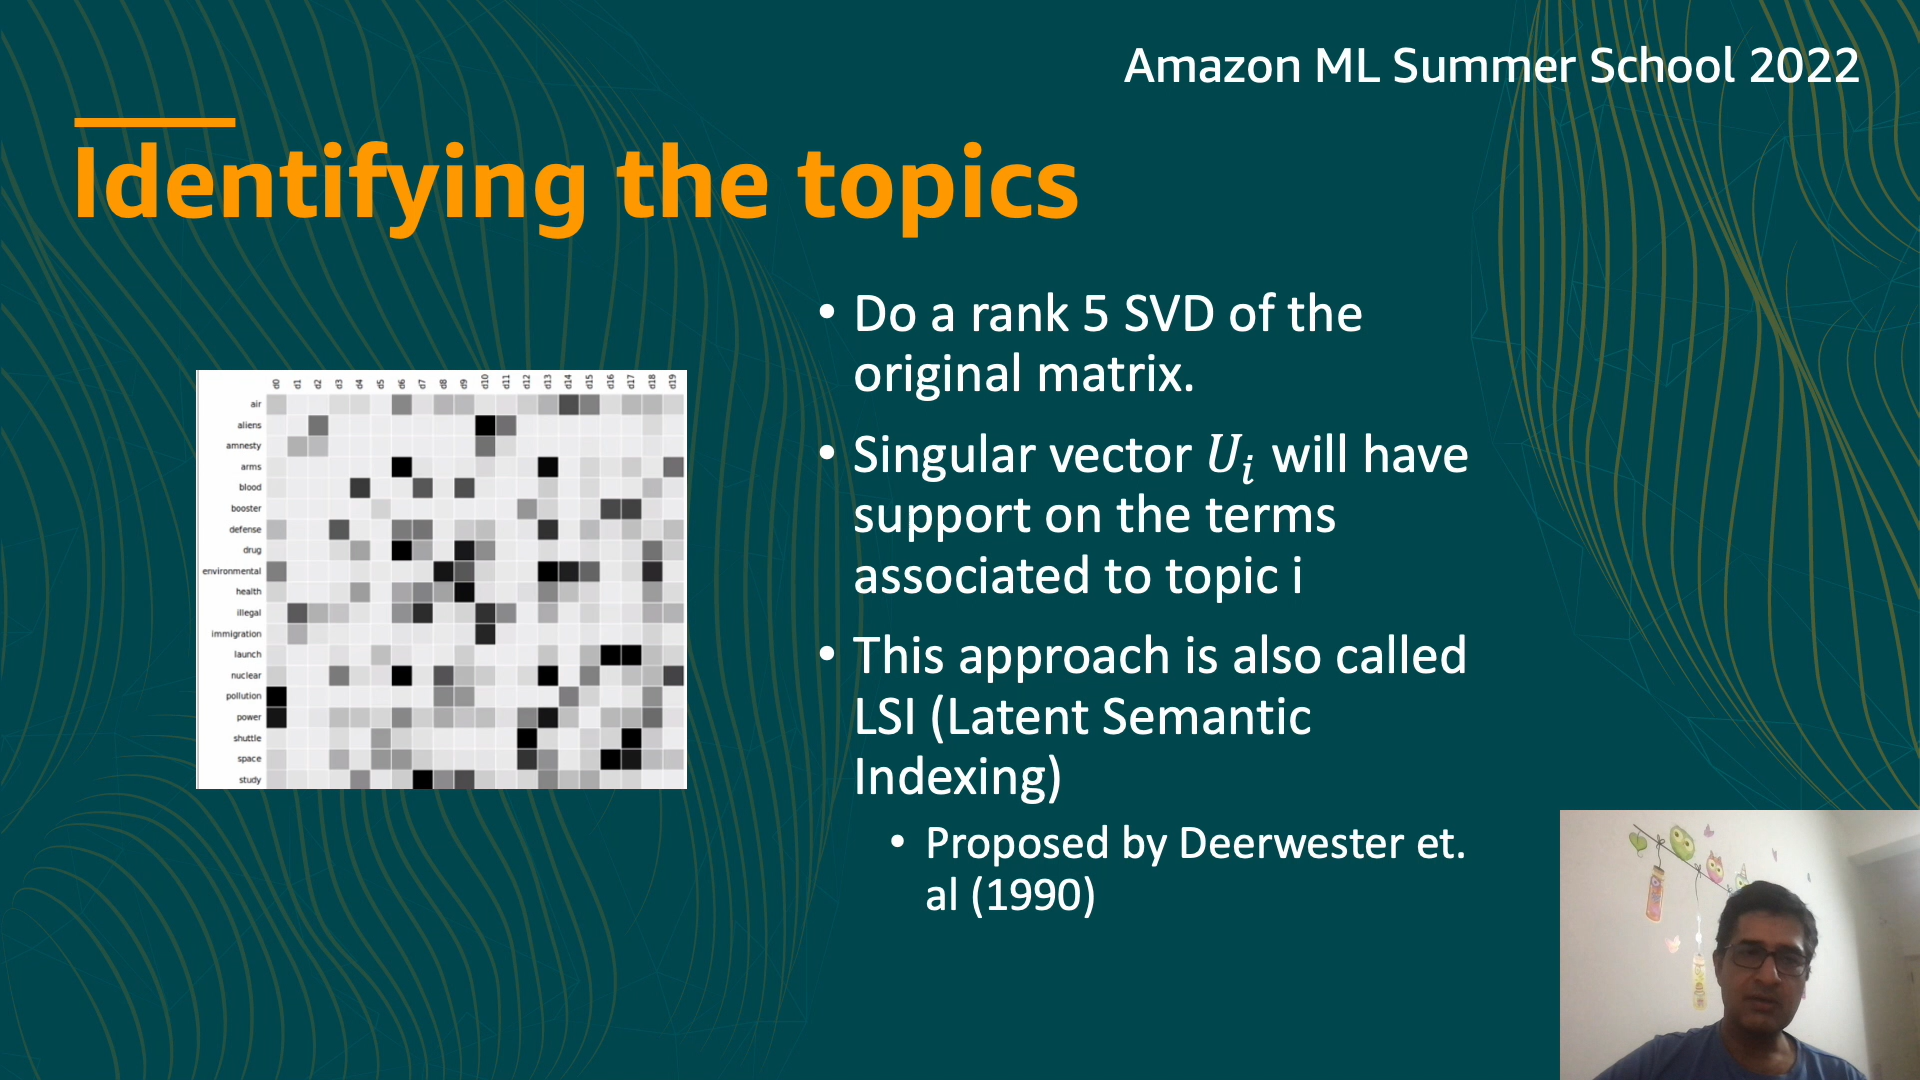 Amazon ML Summer School 2022
Identifying the topics
d0 d1 d2 d3 d4 d5 d6 d7 d8 d9 d10 d11 d12 d13 d14 d15 d16 d17 d18 d19
air
aliens
amnesty
arms
blood
booster
defense
drug
environmental
health
illegal
immigration
launch
nuclear
pollution
power
shuttle
space
study
• Do a rank 5 SVD of the
original matrix.
• Singular vector U_i will have
support on the terms
associated to topic i
• This approach is also called
LSI (Latent Semantic
Indexing)
• Proposed by Deerwester et.
al (1990)